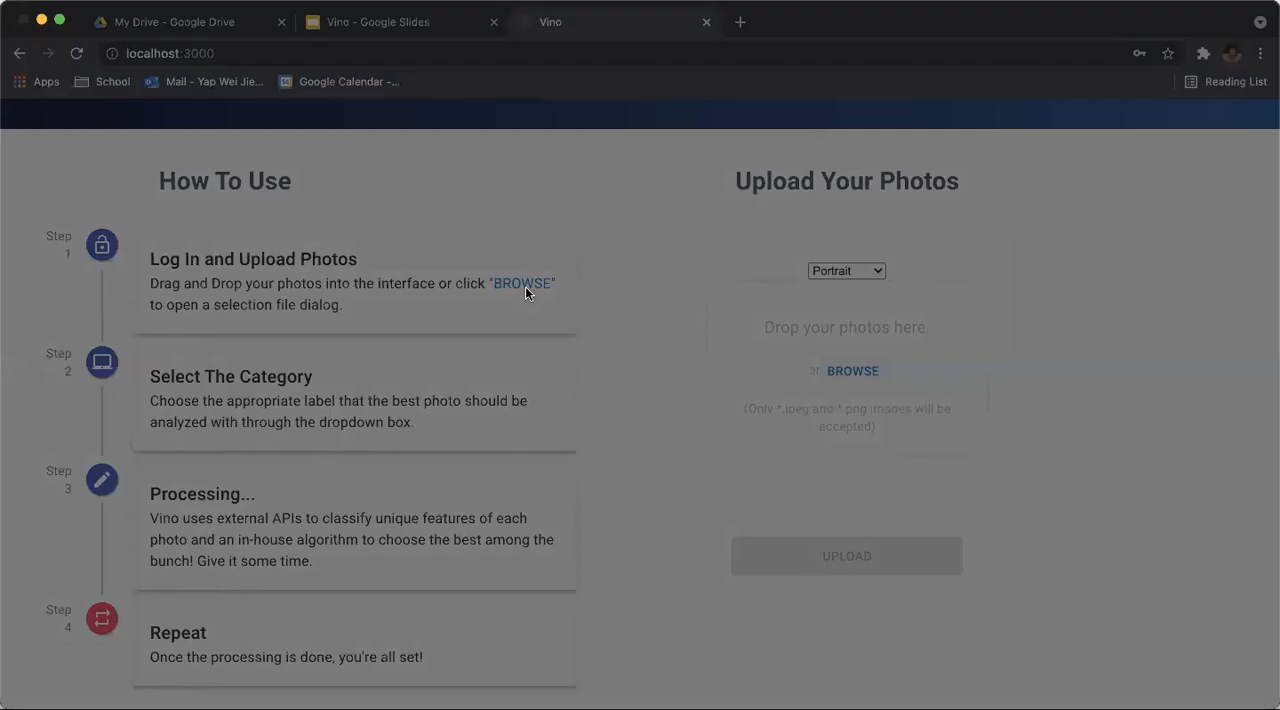 My Drive - Google Drive
Vino - Google Slides
Vino
localhost:3000
Apps
School
Mail - Yap Wei Jie...
Google Calendar -...
Reading List
How To Use
Step
1
Log In and Upload Photos
Drag and Drop your photos into the interface or click "BROWSE"
to open a selection file dialog.
Step
2
Select The Category
Choose the appropriate label that the best photo should be
analyzed with through the dropdown box.
Step
3
Processing...
Vino uses external APIs to classify unique features of each
photo and an in-house algorithm to choose the best among the
bunch! Give it some time.
Step
4
Repeat
Once the processing is done, you're all set!
Upload Your Photos
Portrait
Drop your photos here
or BROWSE
(Only *.jpeg and *.png images will be
accepted)
UPLOAD